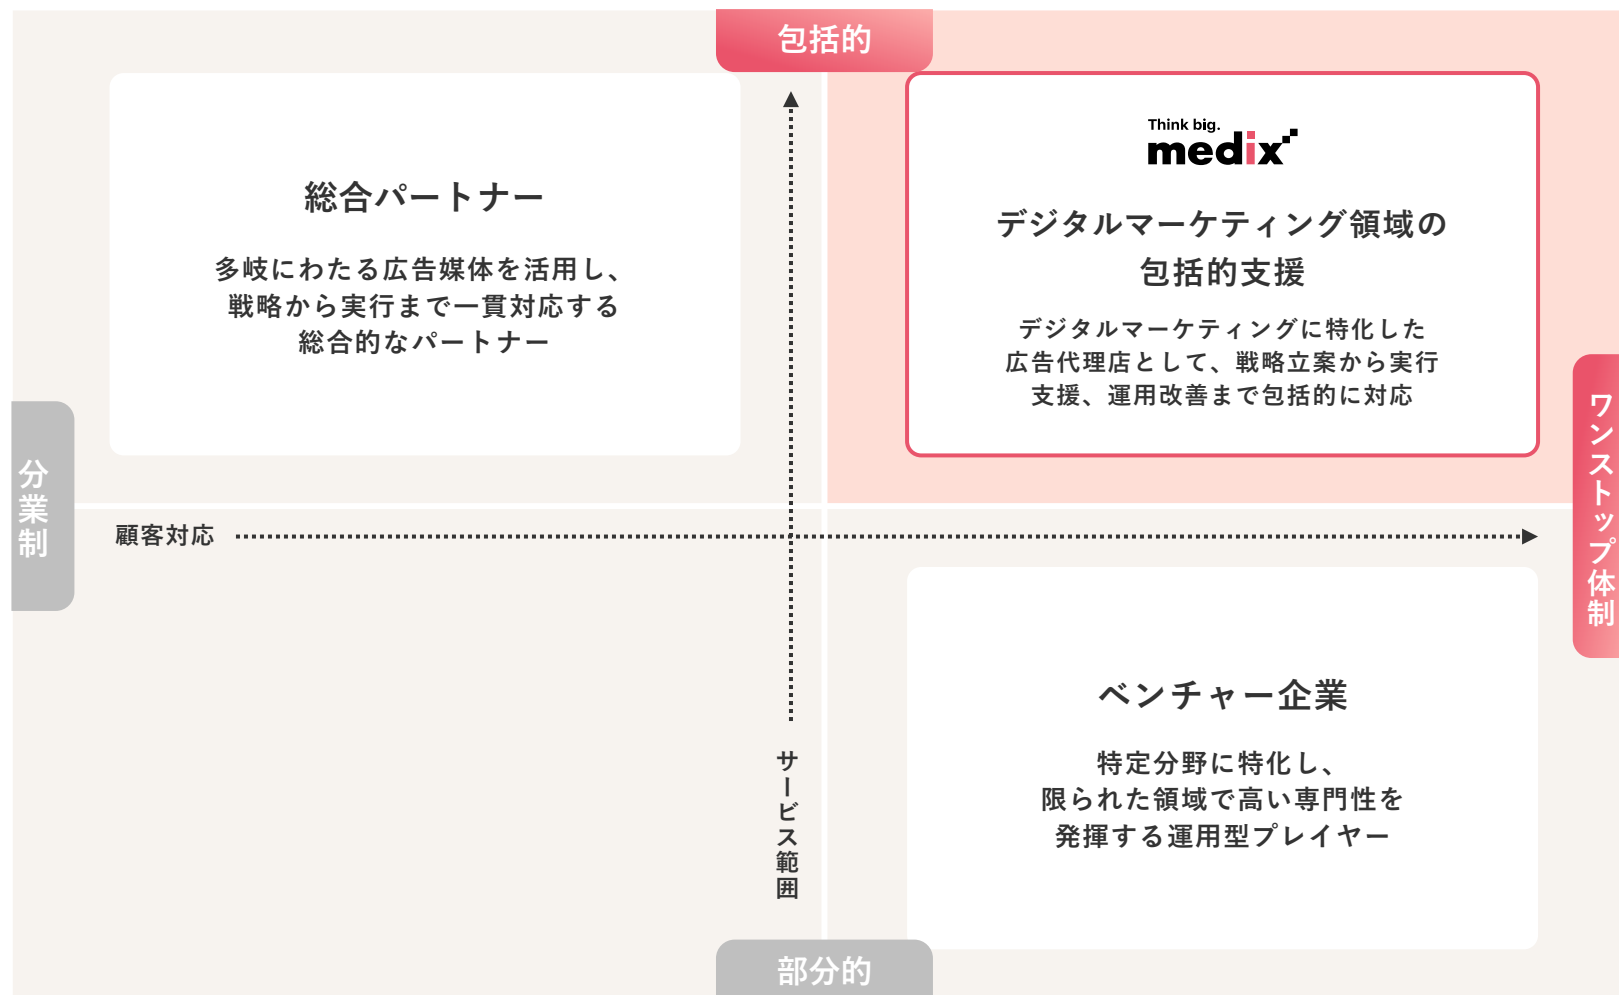 包括的
総合パートナー
多岐にわたる広告媒体を活用し、
戦略から実行まで一貫対応する
総合的なパートナー
Think big.
medix
デジタルマーケティング領域の
包括的支援
デジタルマーケティングに特化した
広告代理店として、戦略立案から実行
支援、運用改善まで包括的に対応
分業制
顧客対応
ワンストップ体制
サービス範囲
ベンチャー企業
特定分野に特化し、
限られた領域で高い専門性を
発揮する運用型プレイヤー
部分的